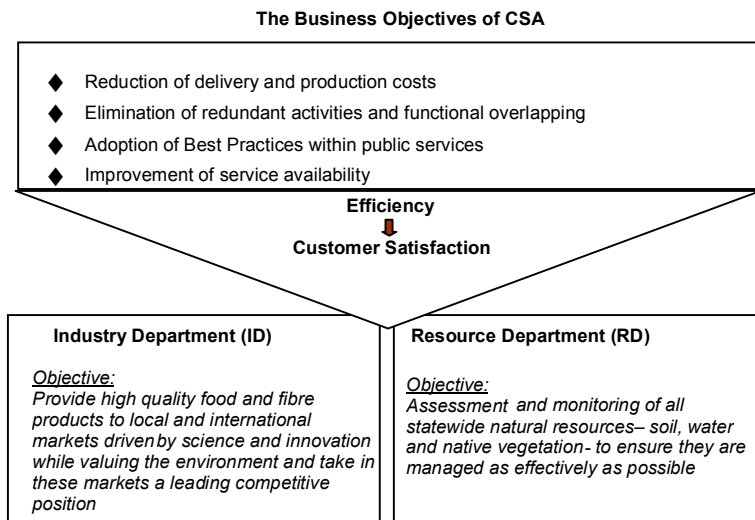 The Business Objectives of CSA
♦ Reduction of delivery and production costs
♦ Elimination of redundant activities and functional overlapping
♦ Adoption of Best Practices within public services
♦ Improvement of service availability
Efficiency
Customer Satisfaction
Industry Department (ID)
Objective:
Provide high quality food and fibre
products to local and international
markets driven by science and innovation
while valuing the environment and take in
these markets a leading competitive
position
Resource Department (RD)
Objective:
Assessment and monitoring of all
statewide natural resources– soil, water
and native vegetation- to ensure they are
managed as effectively as possible